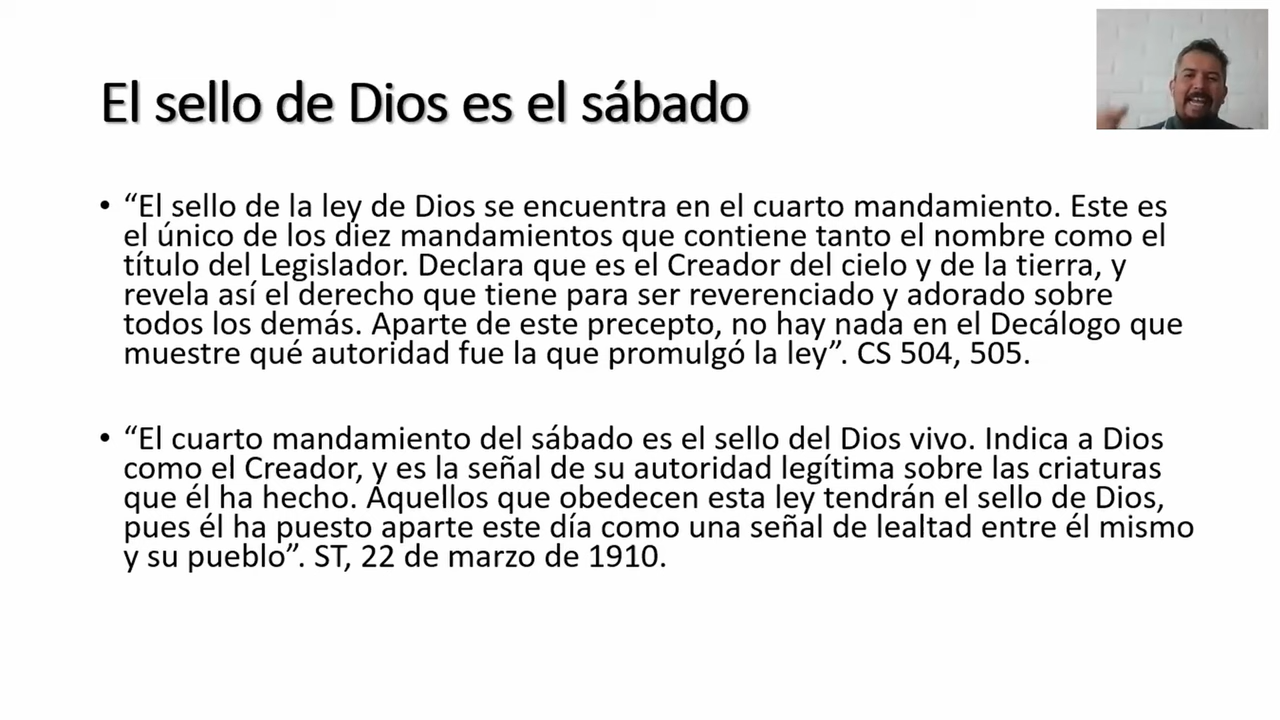 El sello de Dios es el sábado
• “El sello de la ley de Dios se encuentra en el cuarto mandamiento. Este es
el único de los diez mandamientos que contiene tanto el nombre como el
título del Legislador. Declara que es el Creador del cielo y de la tierra, y
revela así el derecho que tiene para ser reverenciado y adorado sobre
todos los demás. Aparte de este precepto, no hay nada en el Decálogo que
muestre qué autoridad fue la que promulgó la ley”. CS 504, 505.
• “El cuarto mandamiento del sábado es el sello del Dios vivo. Indica a Dios
como el Creador, y es la señal de su autoridad legítima sobre las criaturas
que él ha hecho. Aquellos que obedecen esta ley tendrán el sello de Dios,
pues él ha puesto aparte este día como una señal de lealtad entre él mismo
y su pueblo”. ST, 22 de marzo de 1910.